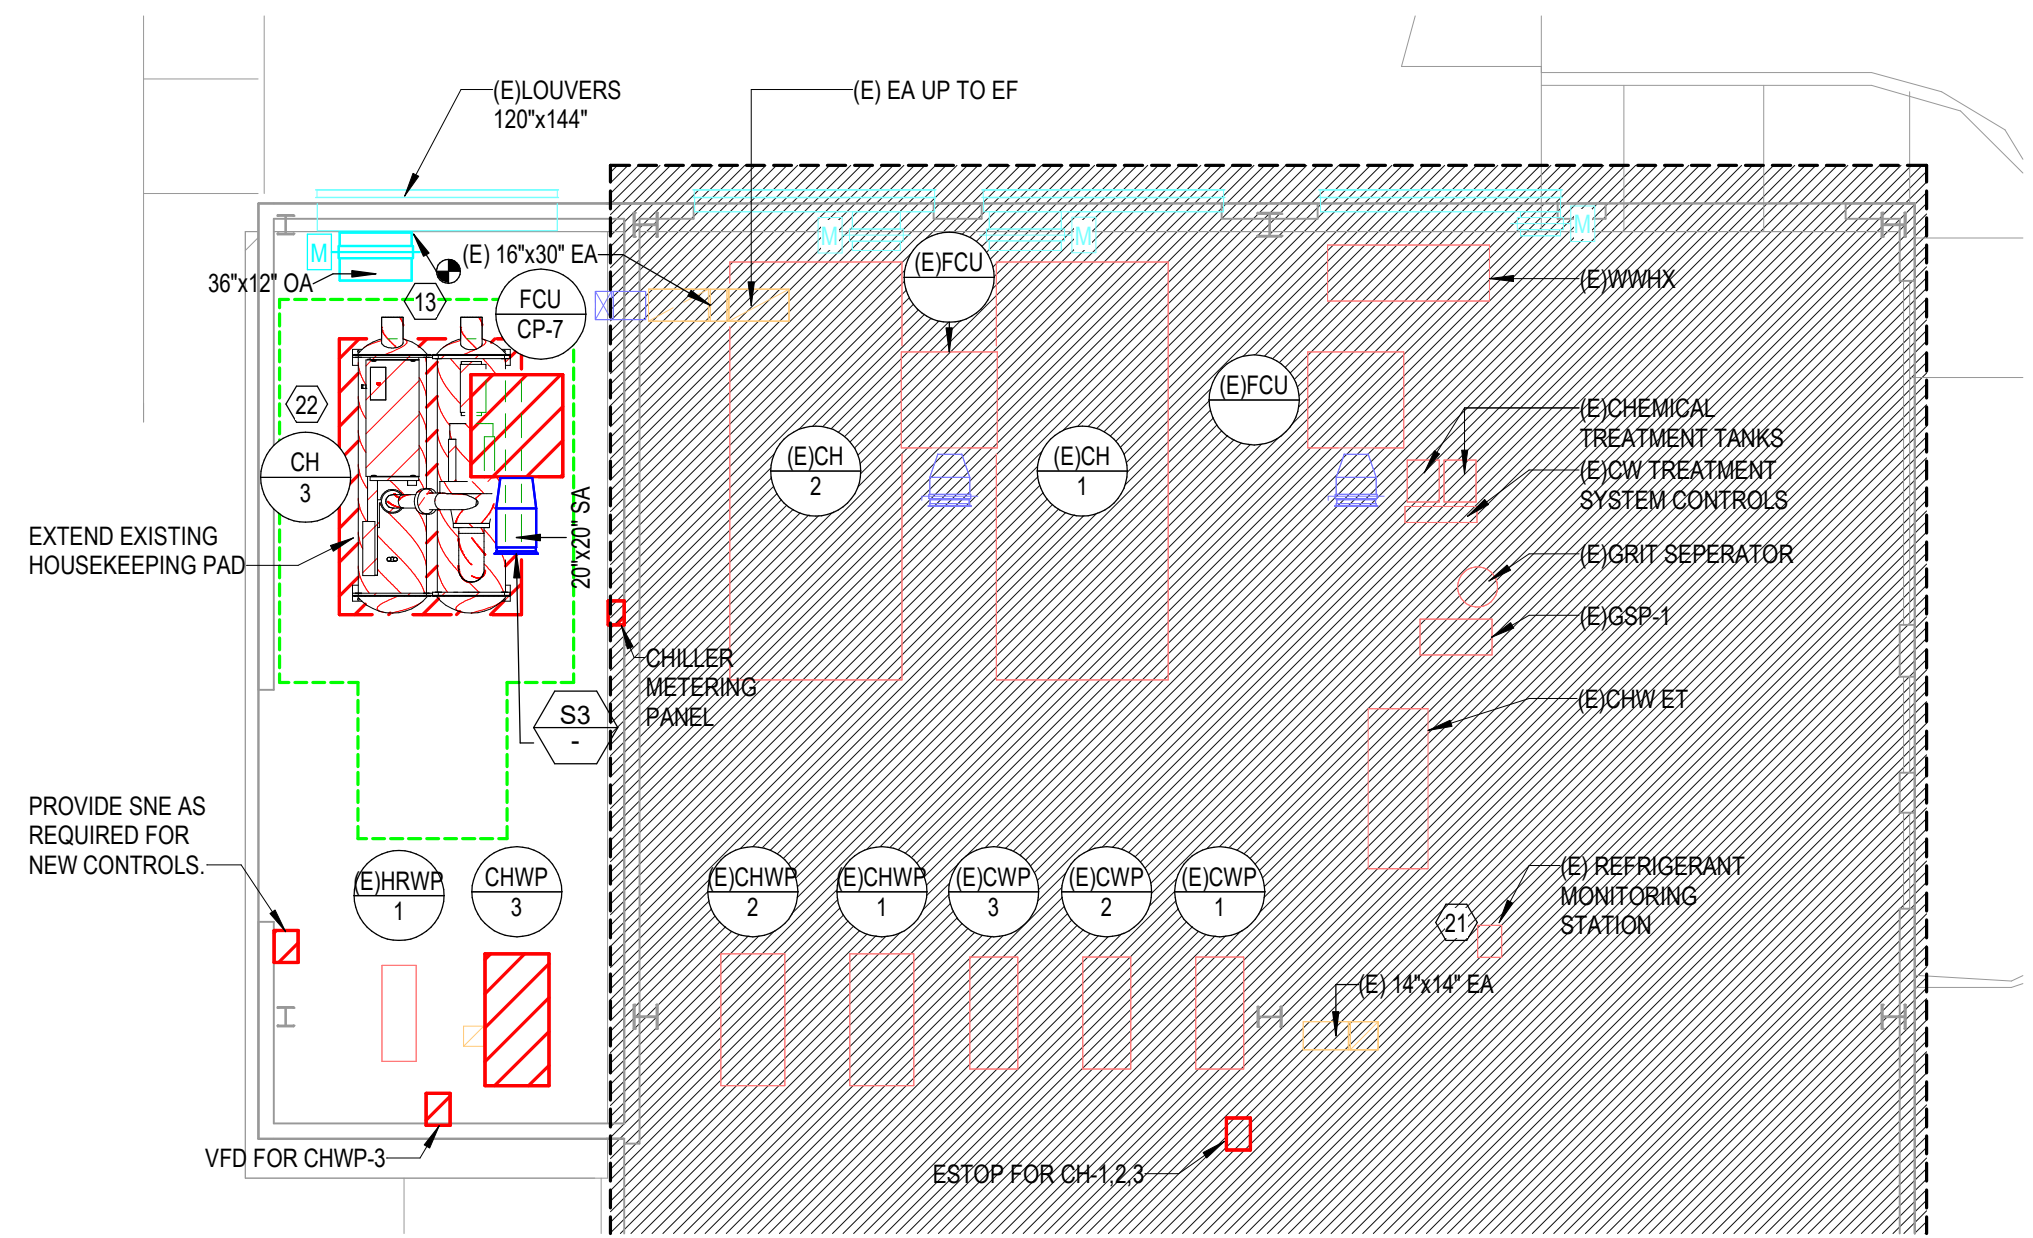 (E)LOUVERS
120"x144"
(E) EA UP TO EF
M
36"x12" OA
(E) 16"x30" EA
13
FCU
CP-7
M
M
M
(E)FCU
(E)WWHX
22
CH
3
(E)CH
2
(E)CH
1
(E)FCU
(E)CHEMICAL
TREATMENT TANKS
(E)CW TREATMENT
SYSTEM CONTROLS
EXTEND EXISTING
HOUSEKEEPING PAD
20"x20" SA
(E)GRIT SEPERATOR
(E)GSP-1
CHILLER
METERING
PANEL
S3
-
(E)CHW ET
PROVIDE SNE AS
REQUIRED FOR
NEW CONTROLS.
(E)HRWP
1
CHWP
3
(E)CHWP
2
(E)CHWP
1
(E)CWP
3
(E)CWP
2
(E)CWP
1
21
(E) REFRIGERANT
MONITORING
STATION
(E) 14"x14" EA
VFD FOR CHWP-3
ESTOP FOR CH-1,2,3